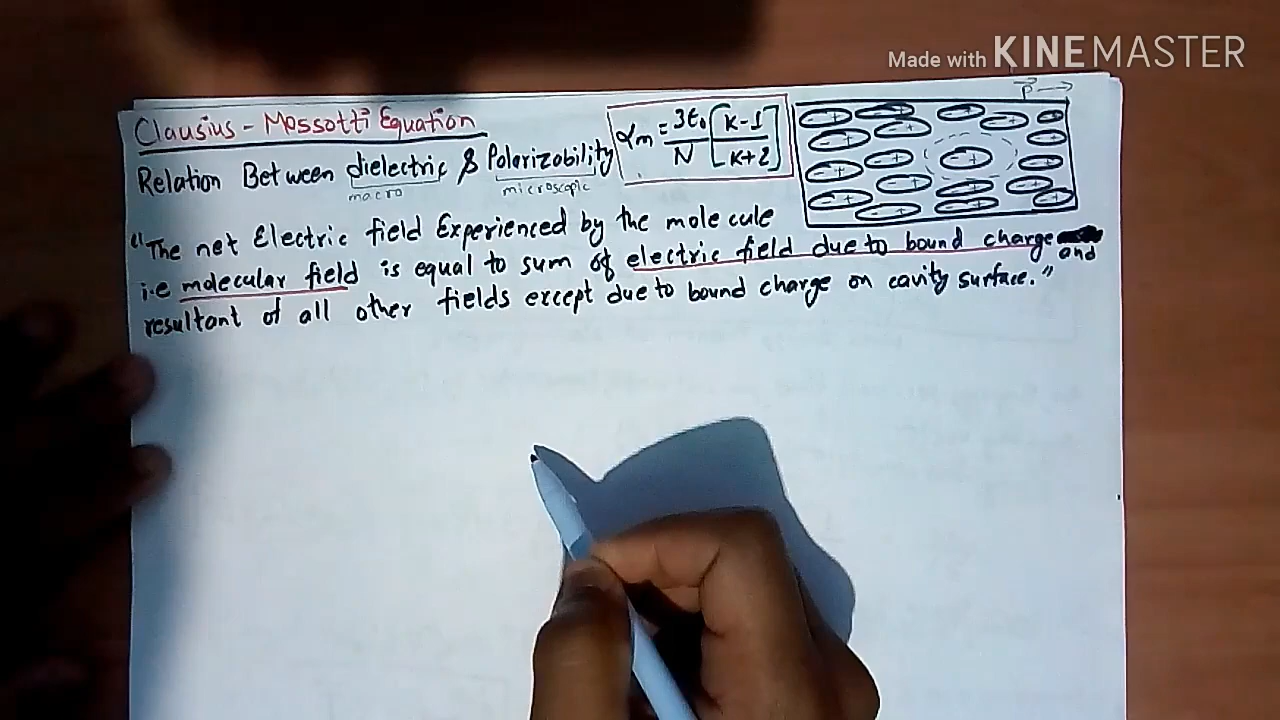 Made with KINEMASTER
Clausius - Mossotti Equation
Relation Between dielectric & Polarizability
macro microscopic
αm = 3ε₀/N [K-1/K+2]
P →
"The net Electric field Experienced by the molecule
i.e molecular field is equal to sum of electric field due to bound charge and
resultant of all other fields except due to bound charge on cavity surface."